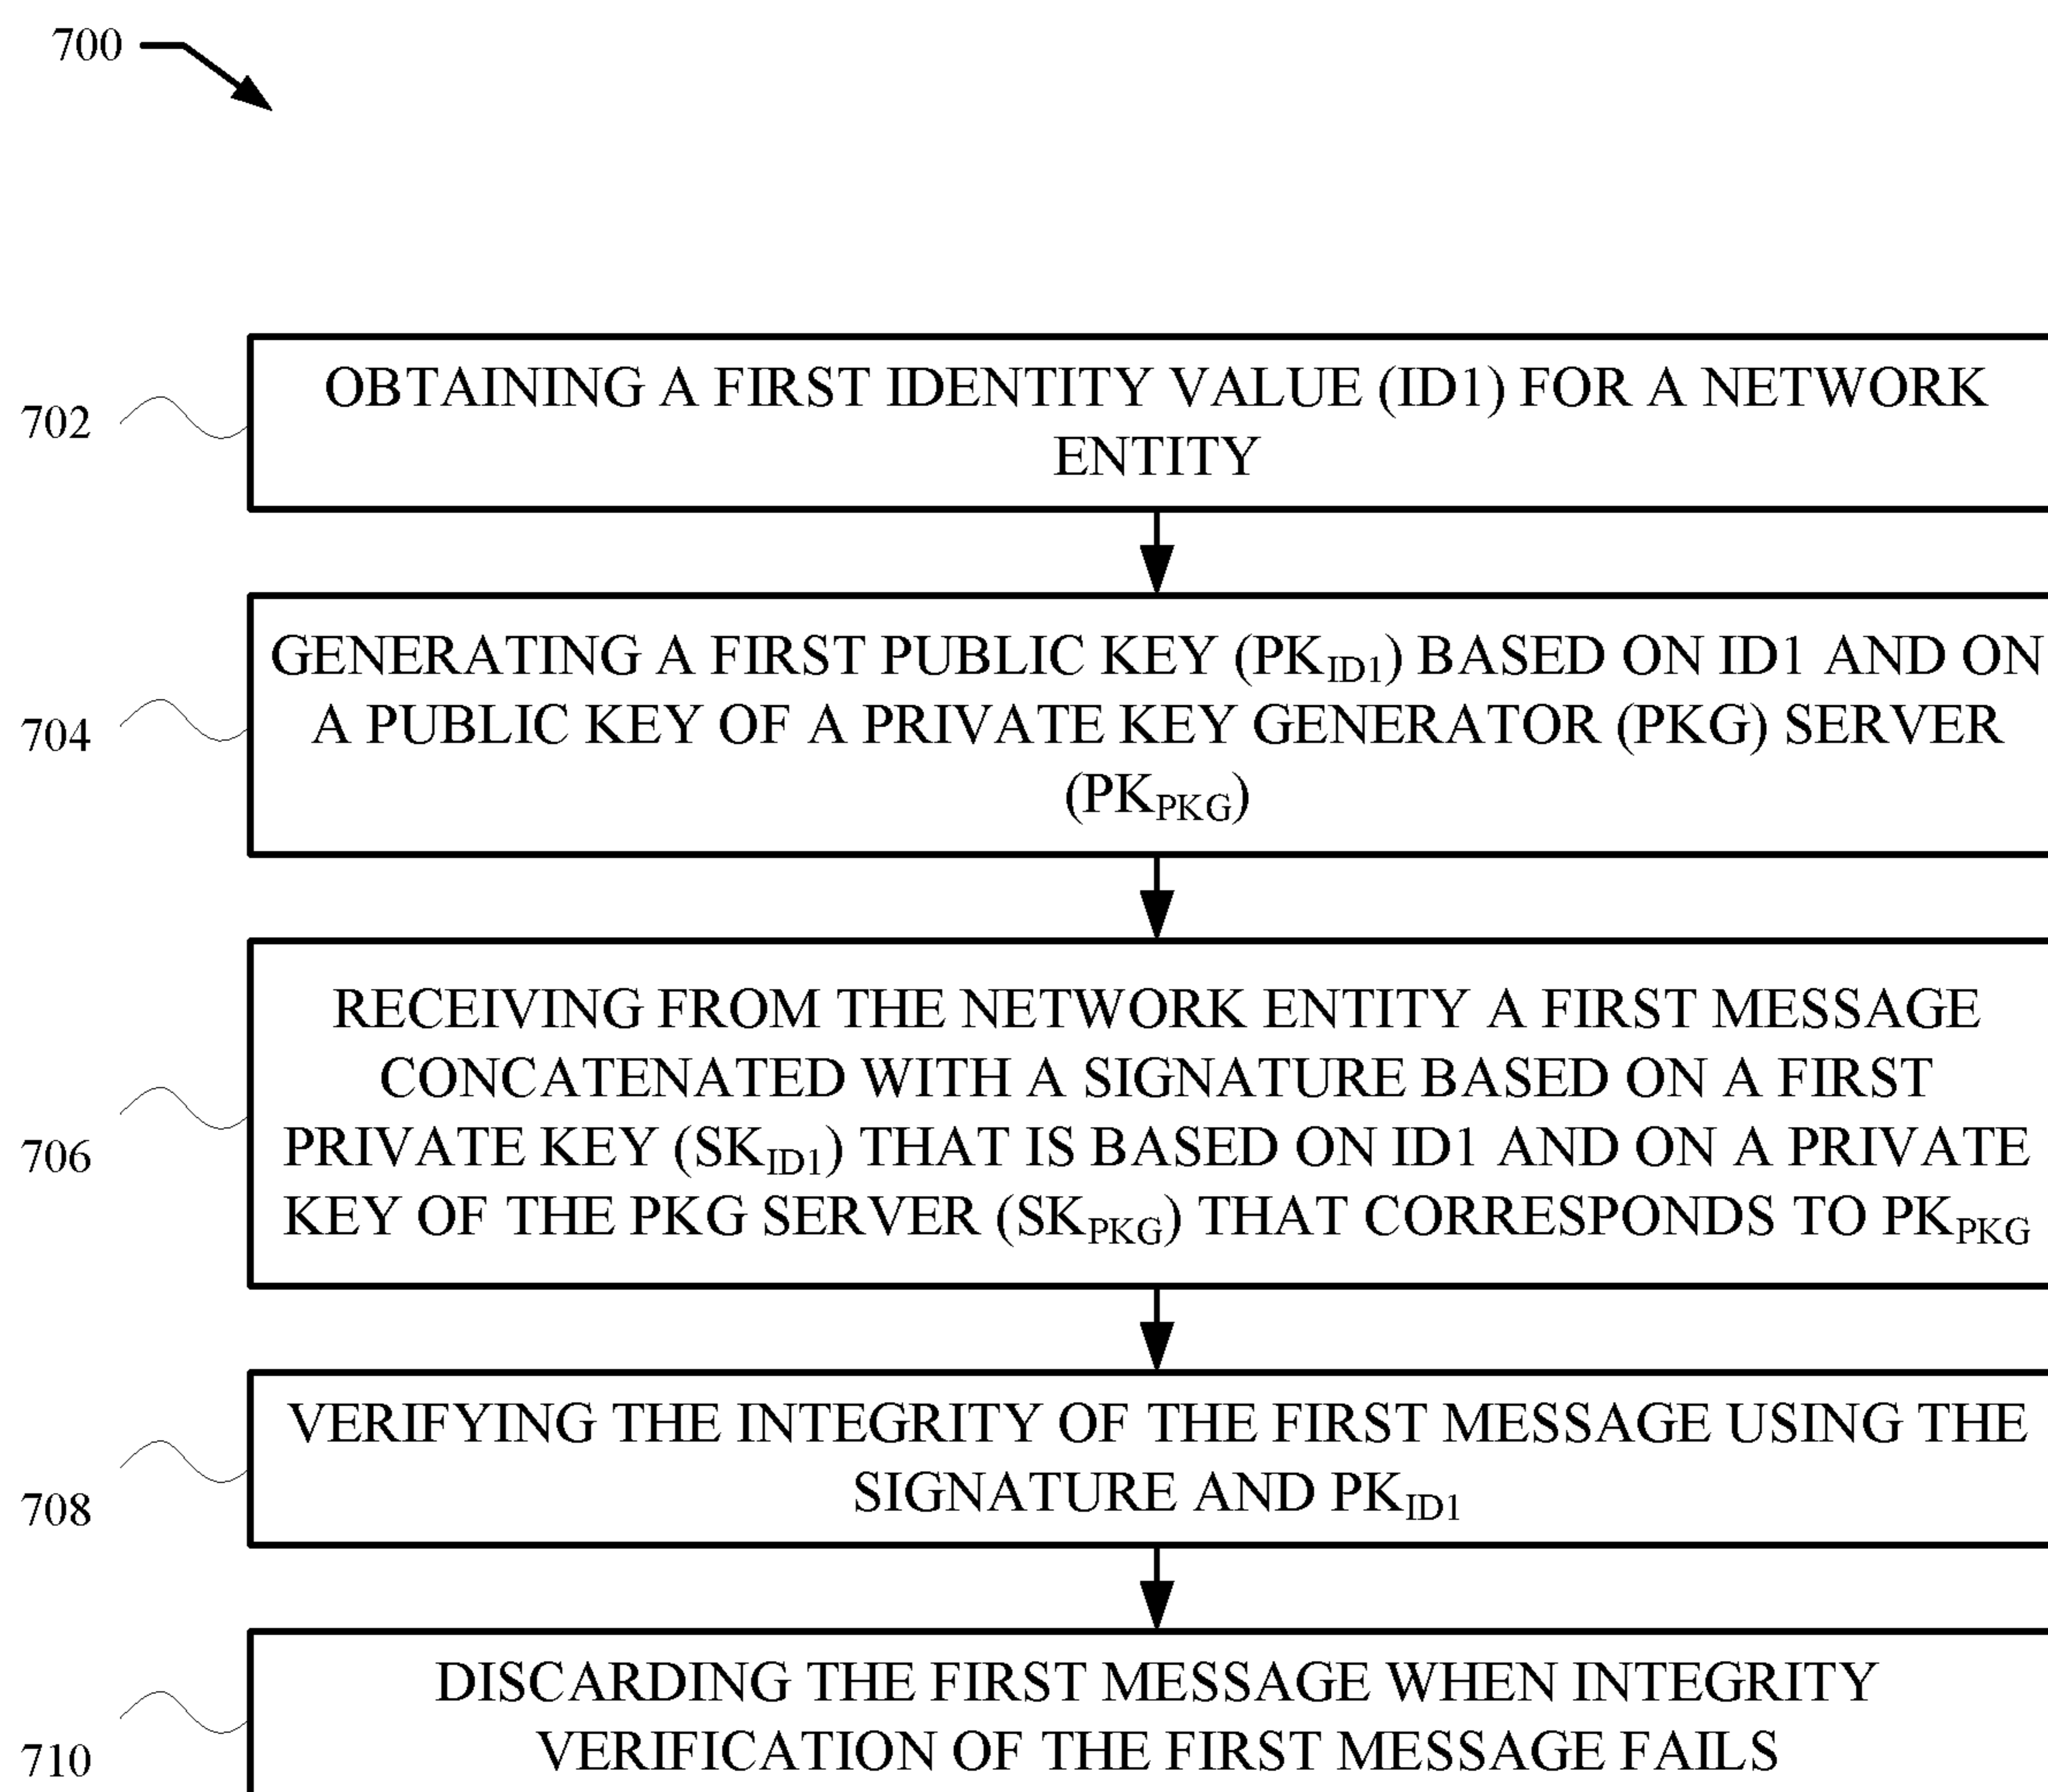 700
702
OBTAINING A FIRST IDENTITY VALUE (ID1) FOR A NETWORK
ENTITY
704
GENERATING A FIRST PUBLIC KEY (PKID1) BASED ON ID1 AND ON
A PUBLIC KEY OF A PRIVATE KEY GENERATOR (PKG) SERVER
(PKPKG)
706
RECEIVING FROM THE NETWORK ENTITY A FIRST MESSAGE
CONCATENATED WITH A SIGNATURE BASED ON A FIRST
PRIVATE KEY (SKID1) THAT IS BASED ON ID1 AND ON A PRIVATE
KEY OF THE PKG SERVER (SKPKG) THAT CORRESPONDS TO PKPKG
708
VERIFYING THE INTEGRITY OF THE FIRST MESSAGE USING THE
SIGNATURE AND PKID1
710
DISCARDING THE FIRST MESSAGE WHEN INTEGRITY
VERIFICATION OF THE FIRST MESSAGE FAILS